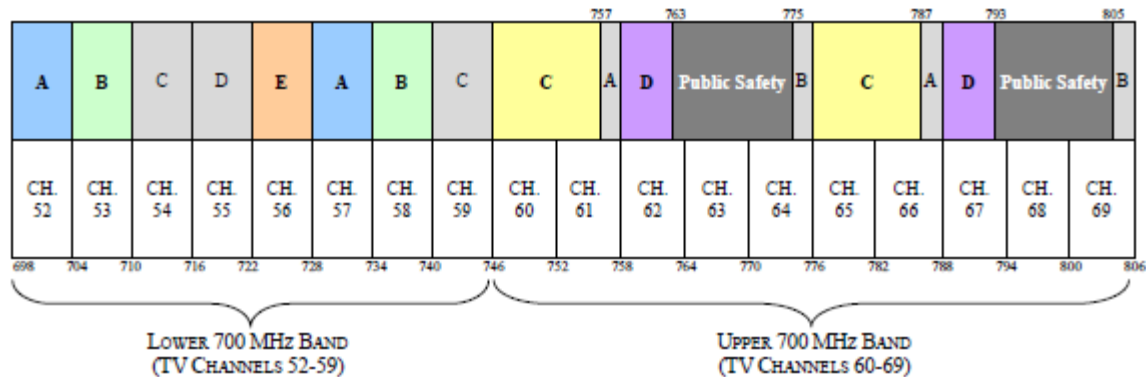 757 763 775 787 793 805
A B C D E A B C C A D Public Safety B C A D Public Safety B
CH. CH. CH. CH. CH. CH. CH. CH. CH. CH. CH. CH. CH. CH. CH. CH. CH. CH.
52 53 54 55 56 57 58 59 60 61 62 63 64 65 66 67 68 69
698 704 710 716 722 728 734 740 746 752 758 764 770 776 782 788 794 800 806
LOWER 700 MHZ BAND UPPER 700 MHZ BAND
(TV CHANNELS 52-59) (TV CHANNELS 60-69)